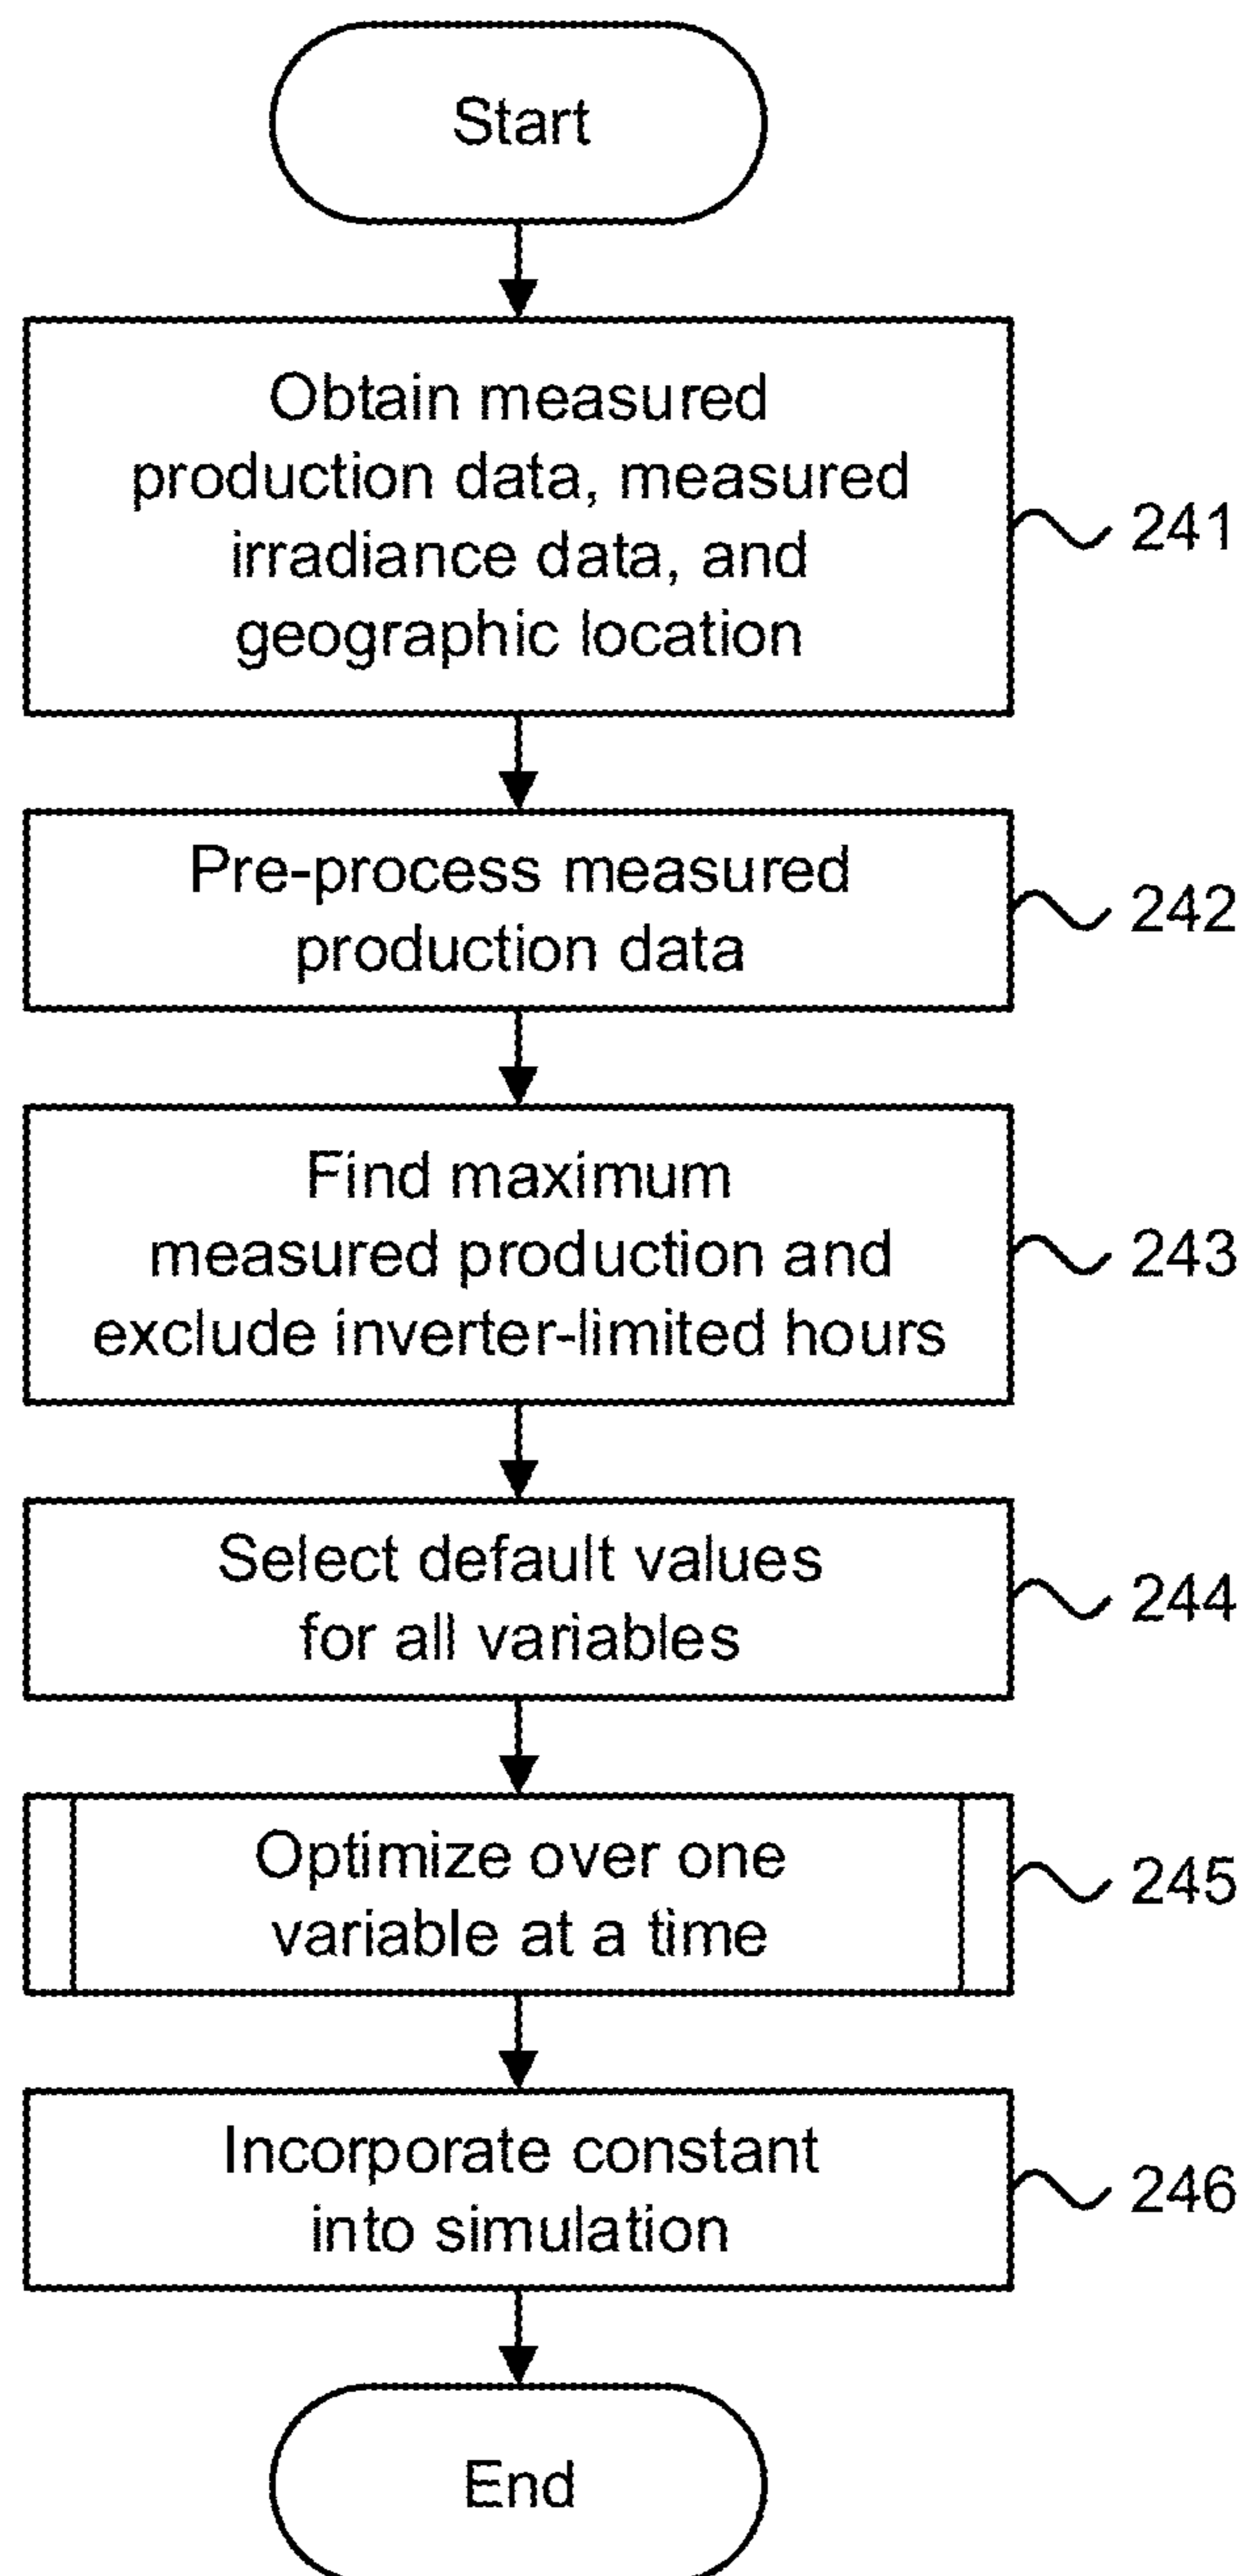 Start
Obtain measured
production data, measured
irradiance data, and
geographic location
241
Pre-process measured
production data
242
Find maximum
measured production and
exclude inverter-limited hours
243
Select default values
for all variables
244
Optimize over one
variable at a time
245
Incorporate constant
into simulation
246
End